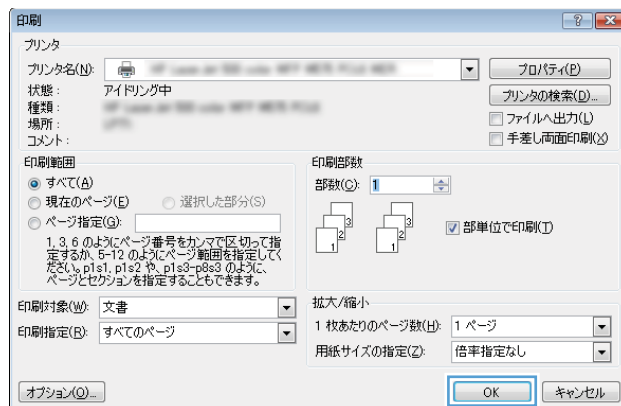 印刷
プリンタ
プリンタ名(N):
プロパティ(P)
状態： アイドリング中
プリンタの検索(D)...
種類：
場所：
ファイルへ出力(L)
コメント：
手差し両面印刷(X)
印刷範囲
すべて(A)
現在のページ(E) 選択した部分(S)
ページ指定(G):
1, 3, 6 のようにページ番号をカンマで区切って指
定するか、5-12 のようにページ範囲を指定してく
ださい。p1s1, p1s2 や、p1s3-p8s3 のように、
ページとセクションを指定することもできます。
印刷部数
部数(C): 1
3 3
2 2
1 1
部単位で印刷(T)
印刷対象(W): 文書
印刷指定(R): すべてのページ
拡大/縮小
1 枚あたりのページ数(H): 1 ページ
用紙サイズの指定(Z): 倍率指定なし
オプション(O)...
OK キャンセル